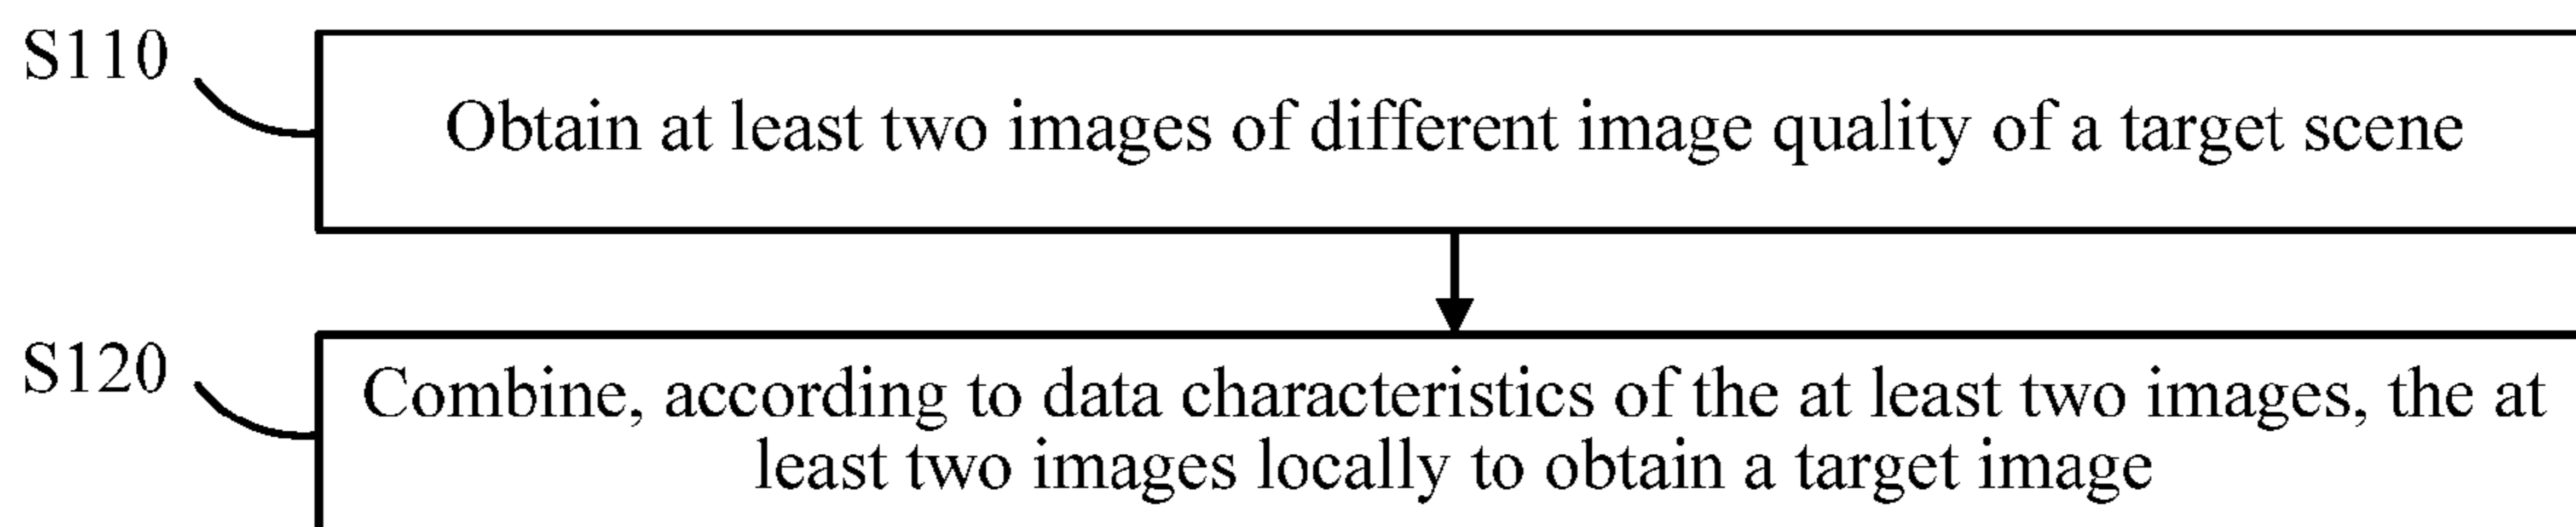 S110
Obtain at least two images of different image quality of a target scene
S120
Combine, according to data characteristics of the at least two images, the at
least two images locally to obtain a target image